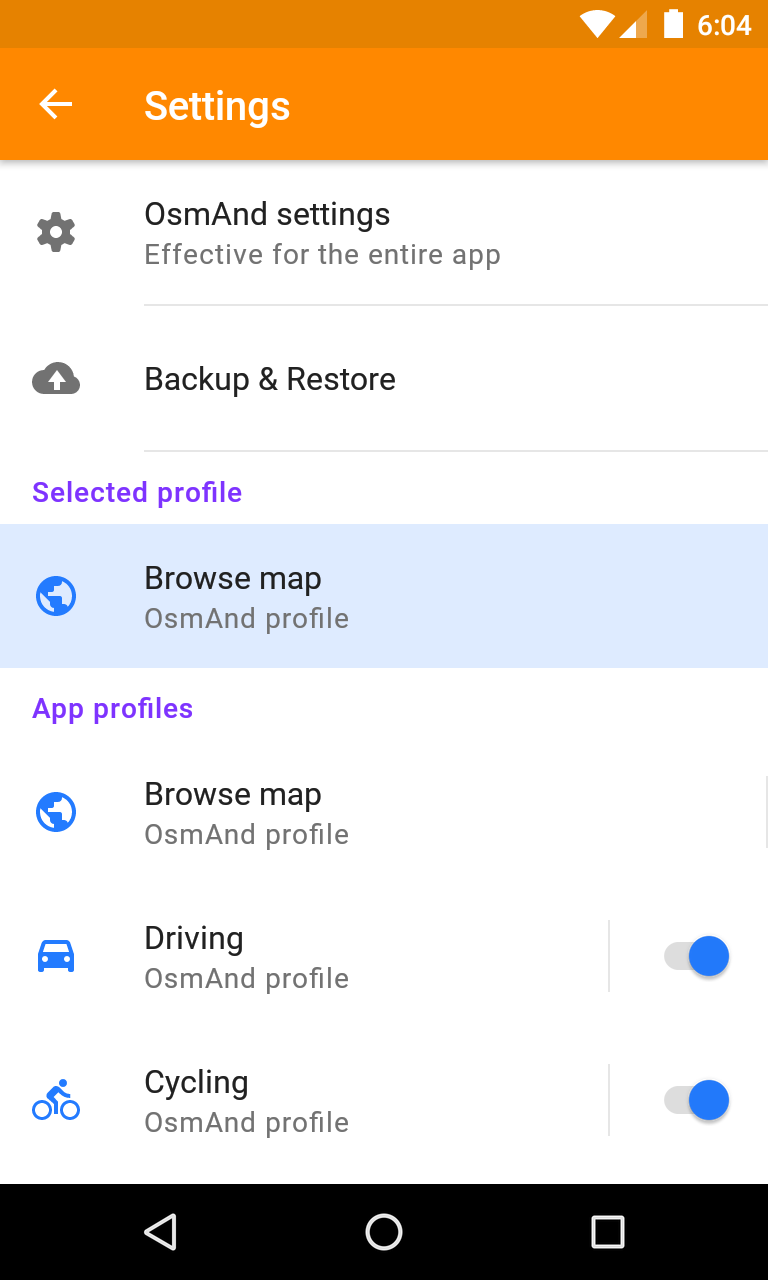 6:04
Settings
OsmAnd settings
Effective for the entire app
Backup & Restore
Selected profile
Browse map
OsmAnd profile
App profiles
Browse map
OsmAnd profile
Driving
OsmAnd profile
Cycling
OsmAnd profile